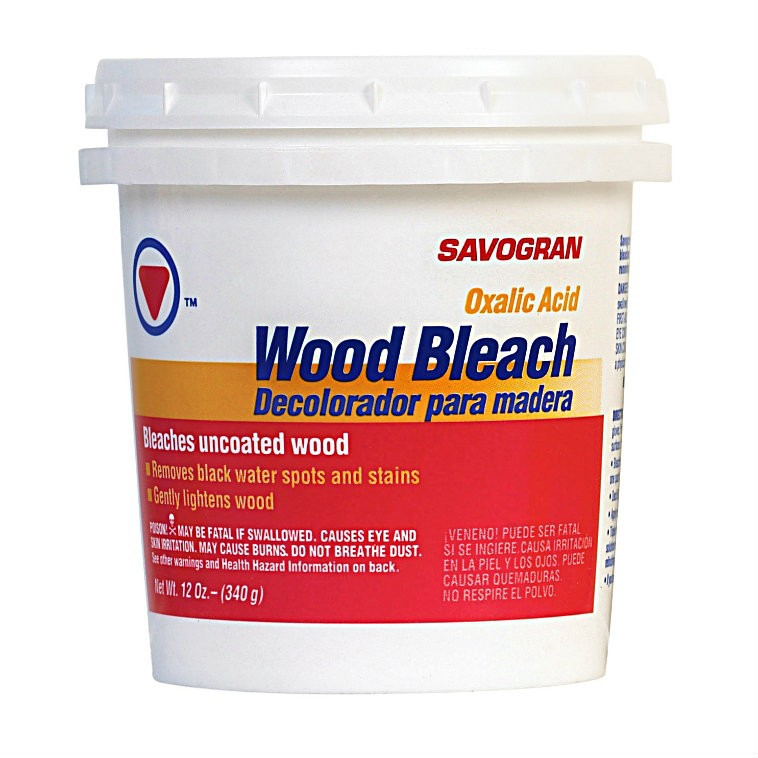 SAVOGRAN
TM
Oxalic Acid
Wood Bleach
Decolorador para madera
Bleaches uncoated wood
Removes black water spots and stains
Gently lightens wood
POISON! MAY BE FATAL IF SWALLOWED. CAUSES EYE AND
SKIN IRRITATION. MAY CAUSE BURNS. DO NOT BREATHE DUST.
See other warnings and Health Hazard Information on back.
Net Wt. 12 Oz. – (340 g)
¡VENENO! PUEDE SER FATAL
SI SE INGIERE. CAUSA IRRITACIÓN
EN LA PIEL Y LOS OJOS. PUEDE
CAUSAR QUEMADURAS.
NO RESPIRE EL POLVO.